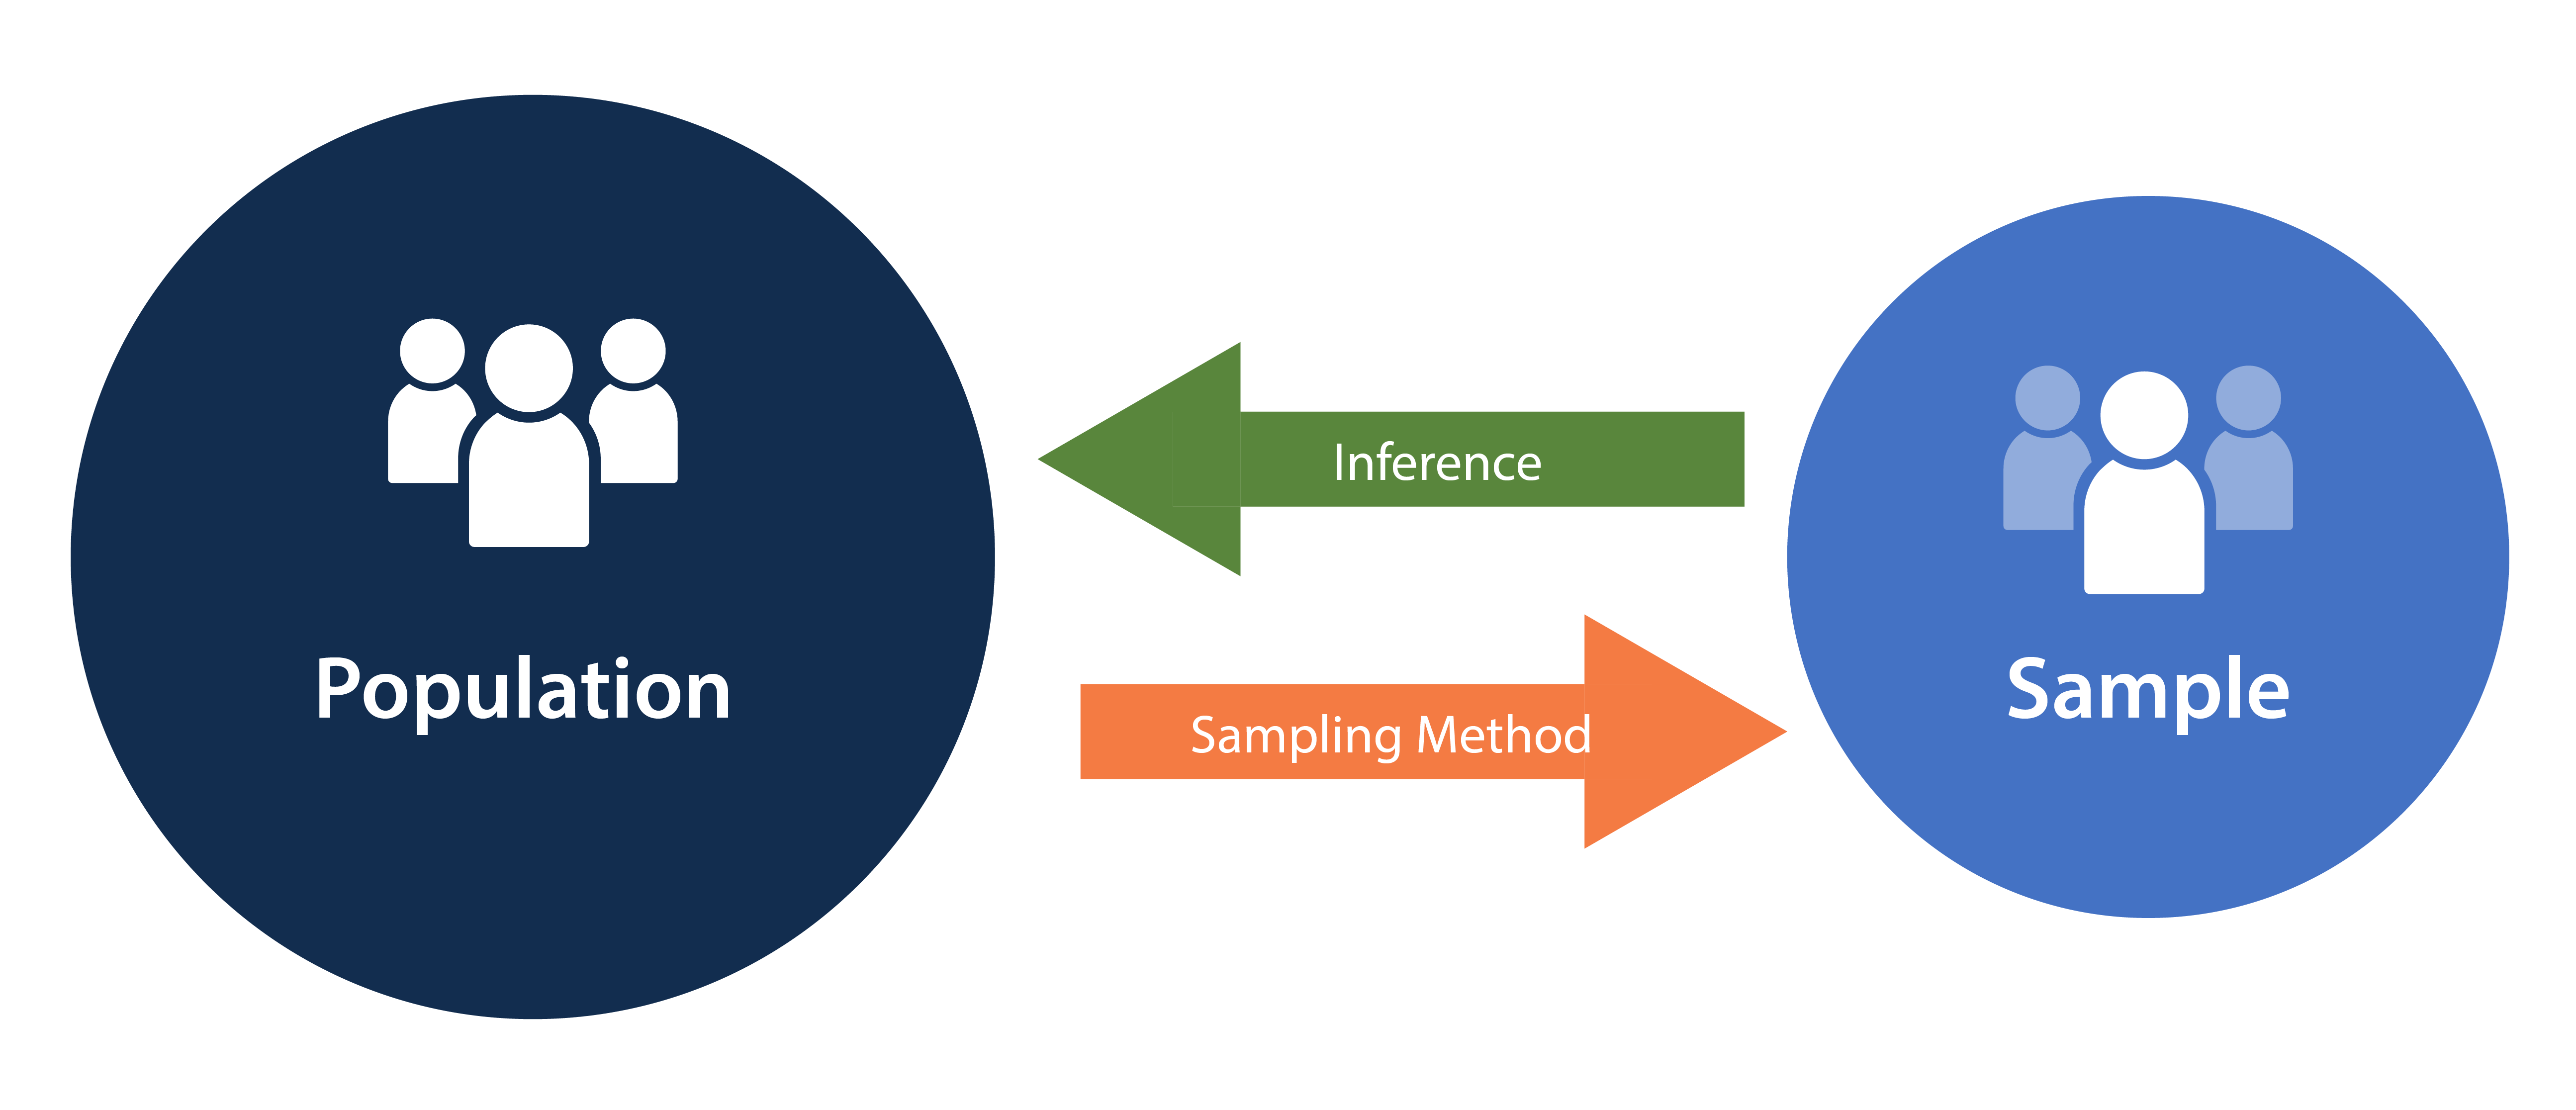 Inference
Population
Sampling Method
Sample